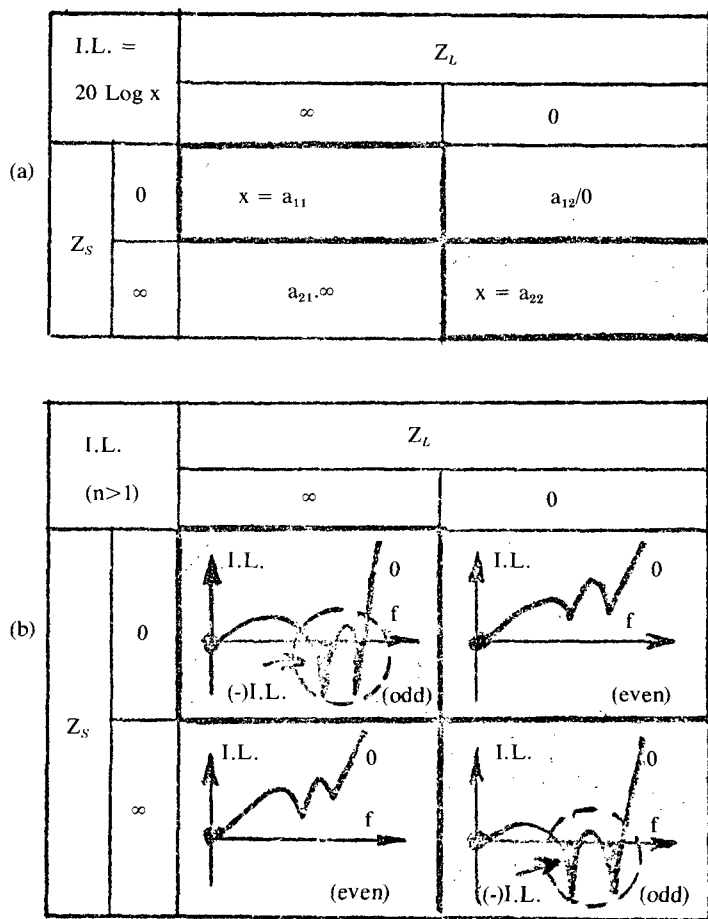 I.L. =
20 Log x
Z_L
∞
0
(a)
Z_S
0
x = a₁₁
a₁₂/0
∞
a₂₁.∞
x = a₂₂
I.L.
(n>1)
Z_L
∞
0
(b)
Z_S
0
I.L.
0
f
(-)I.L.
(odd)
I.L.
0
f
(even)
∞
I.L.
0
f
(even)
I.L.
0
f
(-)I.L.
(odd)